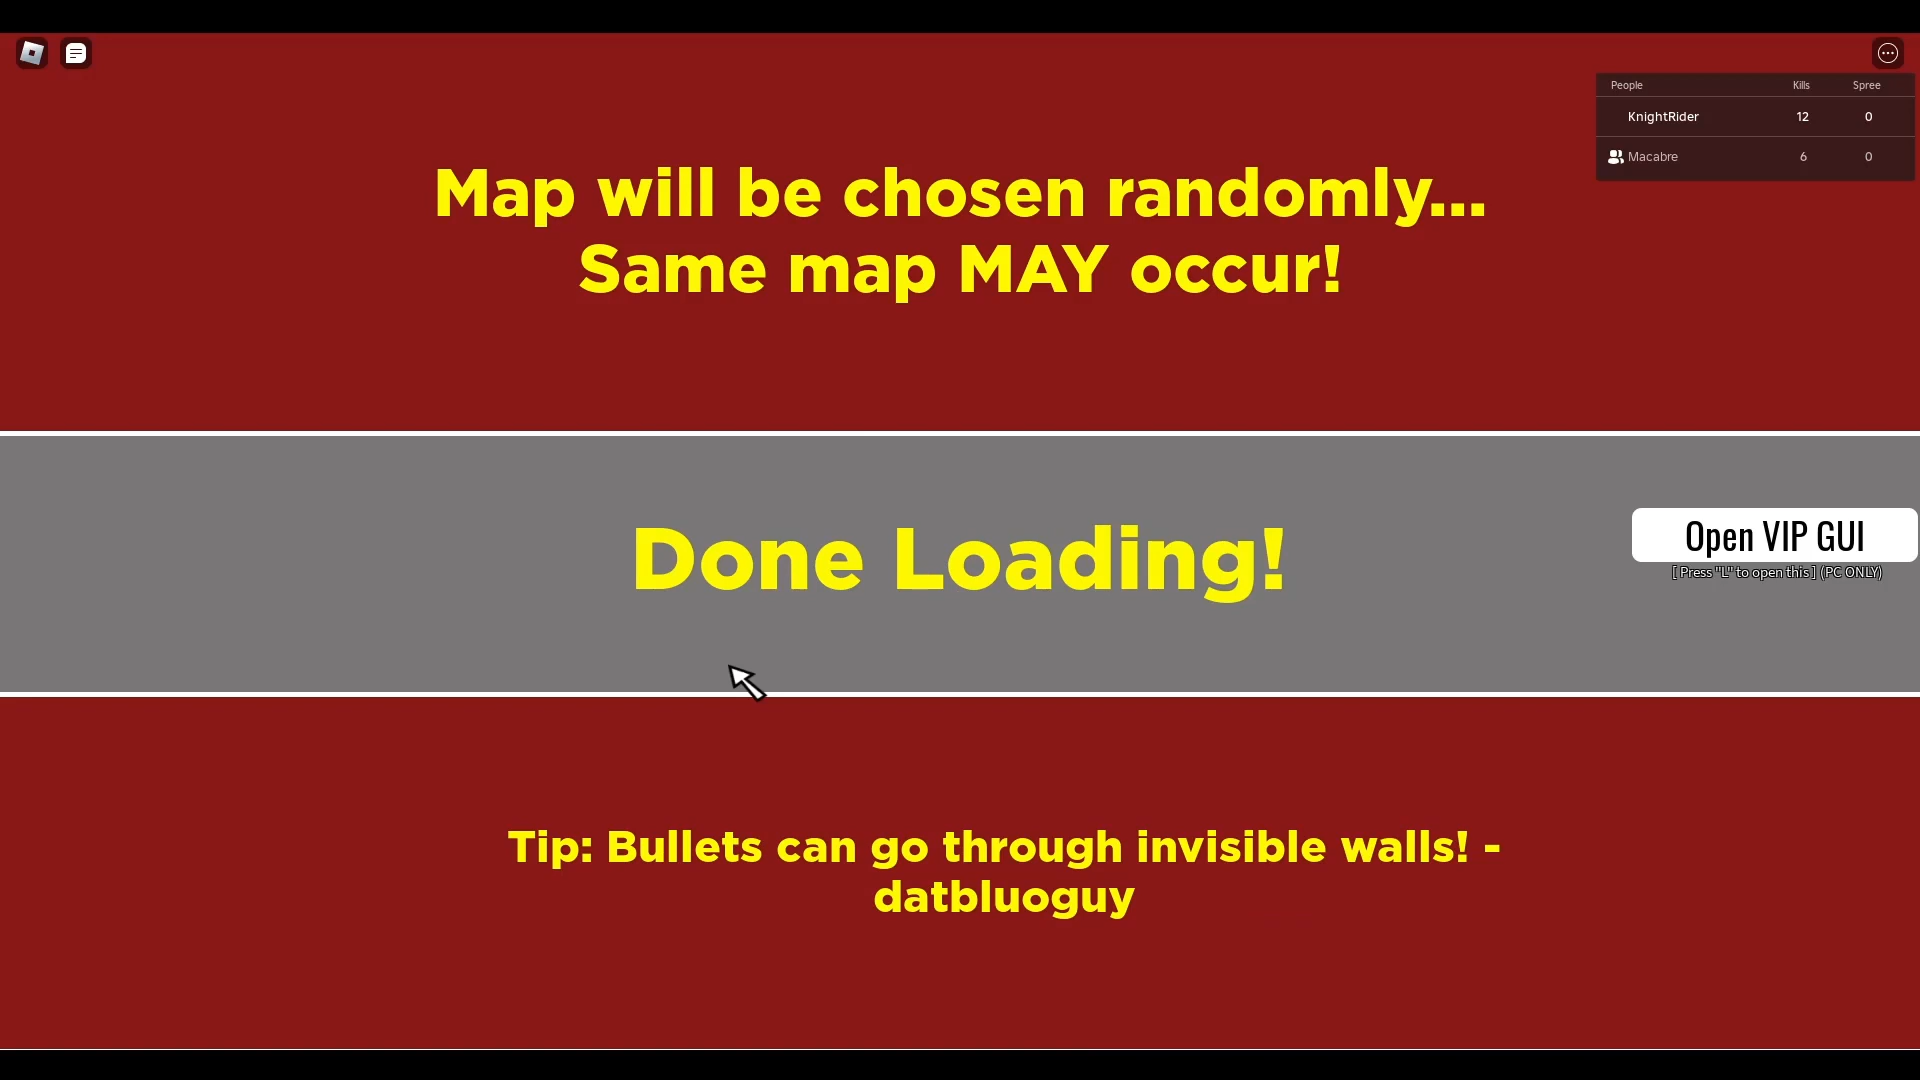 People Kills Spree
KnightRider 12 0
Macabre 6 0
Map will be chosen randomly...
Same map MAY occur!
Done Loading!
Open VIP GUI
[ Press "L" to open this ] (PC ONLY)
Tip: Bullets can go through invisible walls! -
datbluoguy